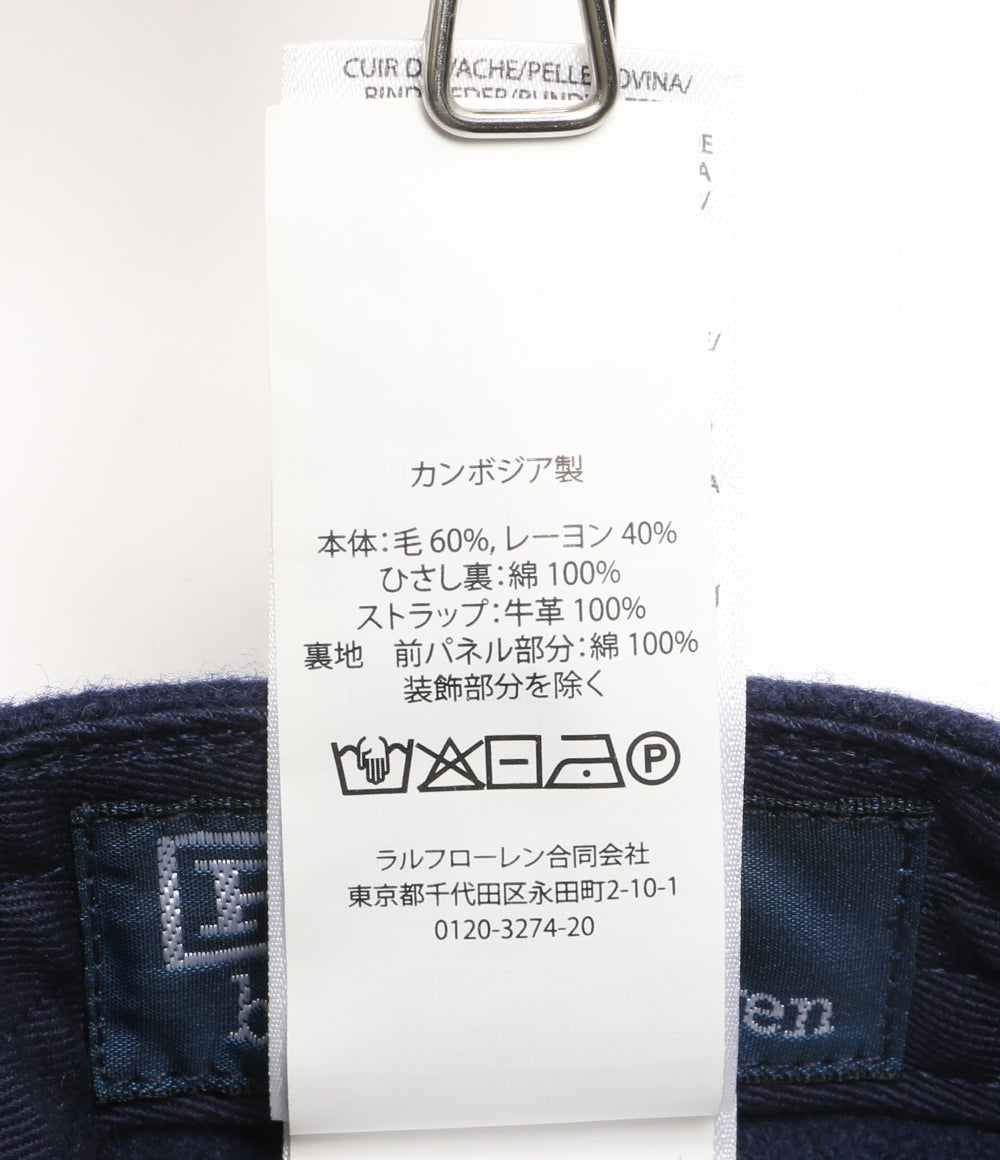 CUIR D VACHE/PELLE OVINA/
カンボジア製
本体：毛 60%, レーヨン 40%
ひさし裏：綿 100%
ストラップ：牛革 100%
裏地　前パネル部分：綿 100%
装飾部分を除く
P
ラルフローレン合同会社
東京都千代田区永田町2-10-1
0120-3274-20
en